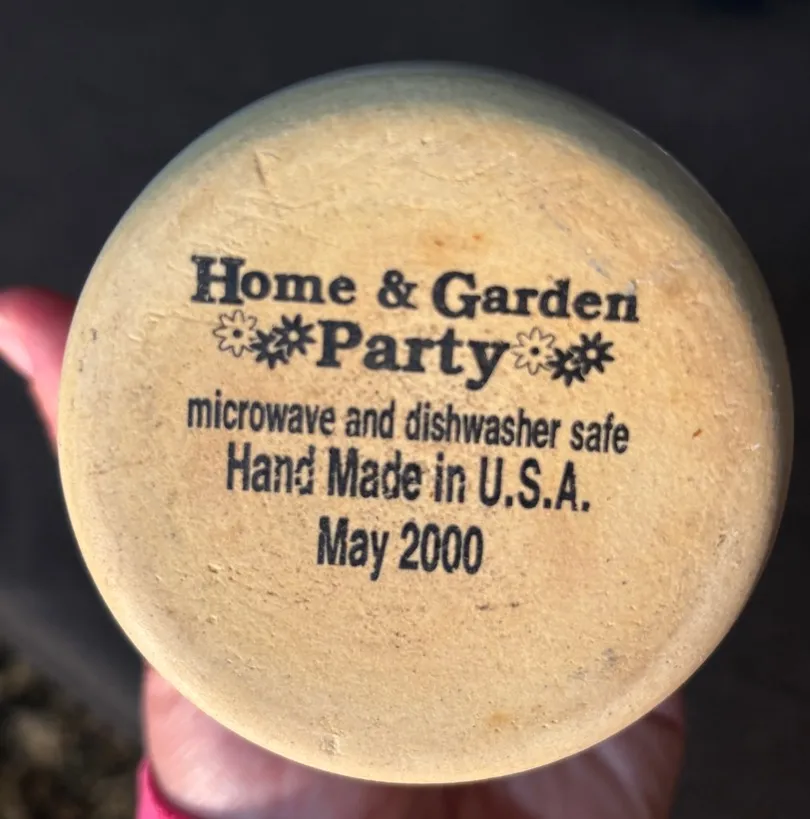 Home & Garden
Party
microwave and dishwasher safe
Hand Made in U.S.A.
May 2000